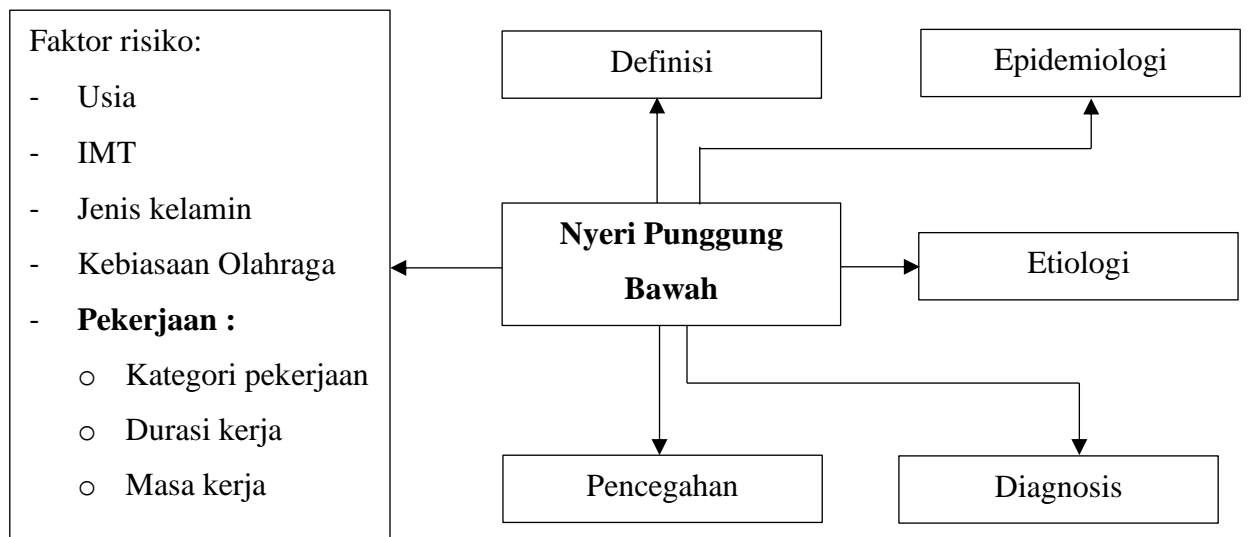 Faktor risiko:
- Usia
- IMT
- Jenis kelamin
- Kebiasaan Olahraga
- Pekerjaan :
o Kategori pekerjaan
o Durasi kerja
o Masa kerja
Definisi
Epidemiologi
Nyeri Punggung
Bawah
Etiologi
Pencegahan
Diagnosis